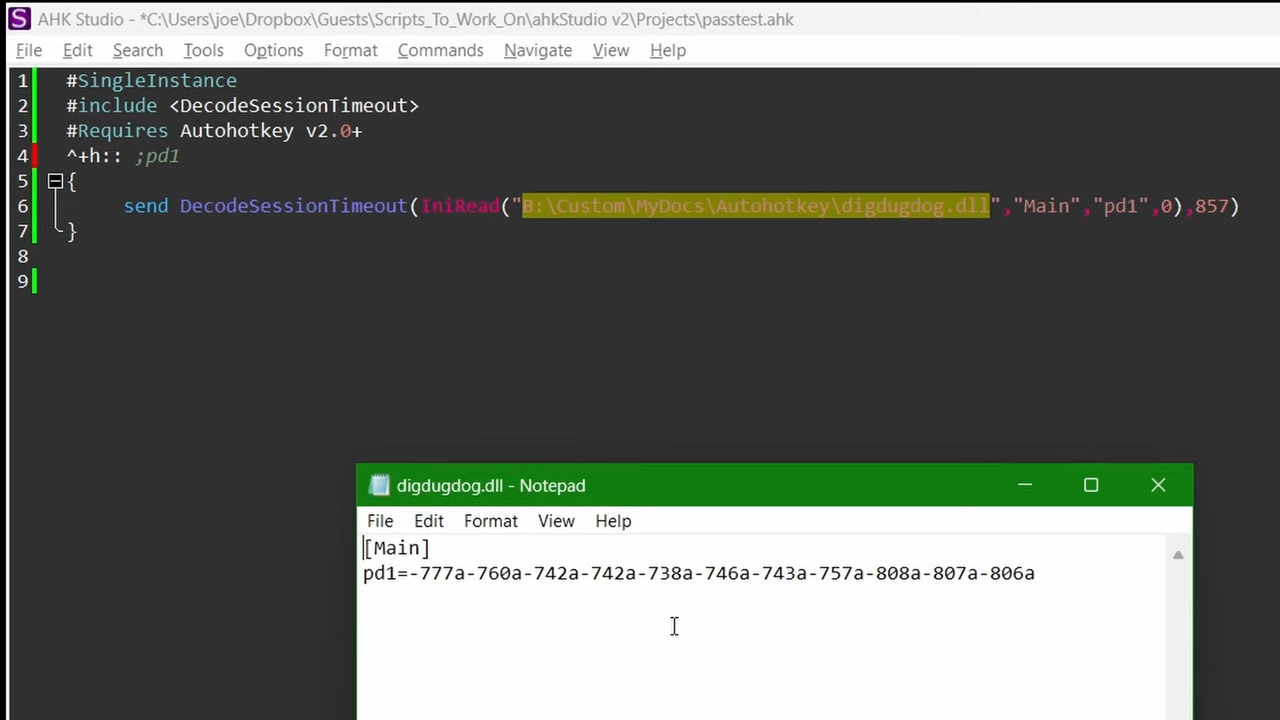 S AHK Studio - *C:\Users\joe\Dropbox\Guests\Scripts_To_Work_On\ahkStudio v2\Projects\passtest.ahk
File Edit Search Tools Options Format Commands Navigate View Help
1 #SingleInstance
2 #include <DecodeSessionTimeout>
3 #Requires Autohotkey v2.0+
4 ^+h:: ;pd1
5 {
6 send DecodeSessionTimeout(IniRead("B:\Custom\MyDocs\Autohotkey\digdugdog.dll","Main","pd1",0),857)
7 }
8
9
digdugdog.dll - Notepad
File Edit Format View Help
[Main]
pd1=-777a-760a-742a-742a-738a-746a-743a-757a-808a-807a-806a